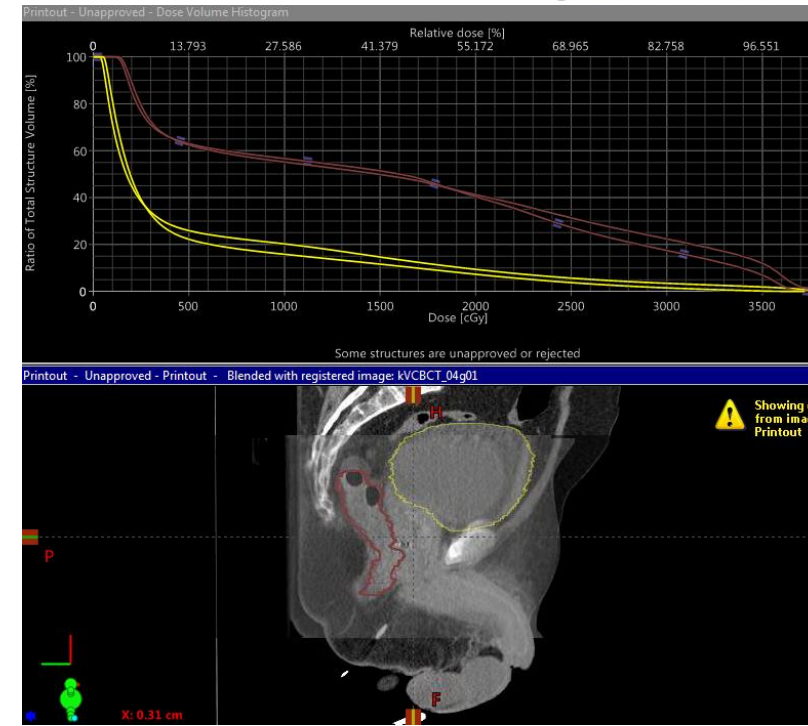 Printout - Unapproved - Dose Volume Histogram
Relative dose [%]
0 13.793 27.586 41.379 55.172 68.965 82.758 96.551
100
80
60
40
20
0
Ratio of Total Structure Volume [%]
0 500 1000 1500 2000 2500 3000 3500
Dose [cGy]
Some structures are unapproved or rejected
Printout - Unapproved - Printout - Blended with registered image: kVCBCT_04g01
H
Showing
from ima
Printout
P
X: 0.31 cm
F